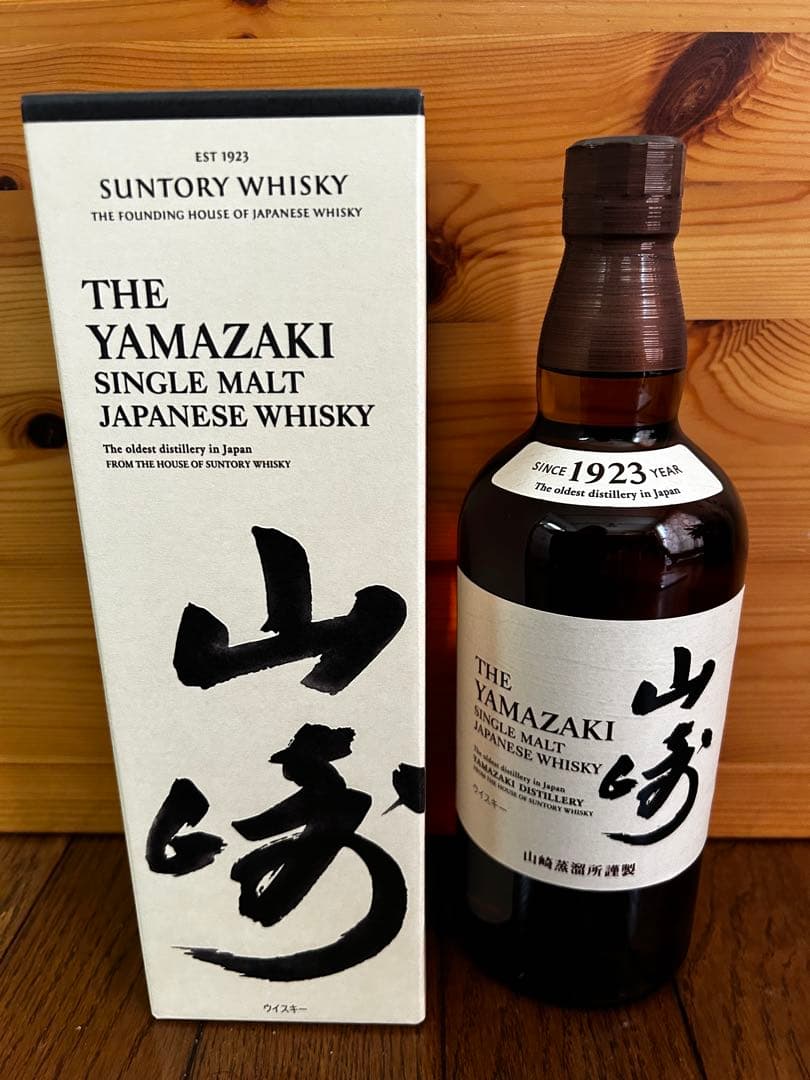 EST 1923
SUNTORY WHISKY
THE FOUNDING HOUSE OF JAPANESE WHISKY
THE
YAMAZAKI
SINGLE MALT
JAPANESE WHISKY
The oldest distillery in Japan
FROM THE HOUSE OF SUNTORY WHISKY
山
崎
ウイスキー
SINCE 1923 YEAR
The oldest distillery in Japan
THE
YAMAZAKI
SINGLE MALT
JAPANESE WHISKY
The oldest distillery in Japan
YAMAZAKI DISTILLERY
FROM THE HOUSE OF SUNTORY WHISKY
ウイスキー
山
崎
山崎蒸溜所謹製